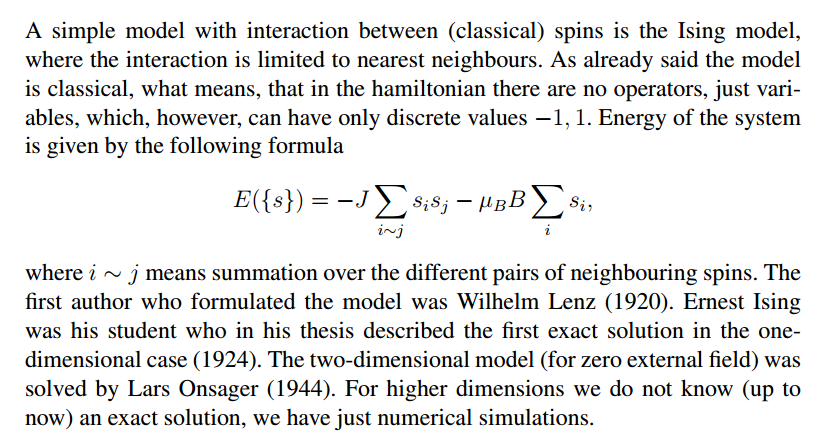 A simple model with interaction between (classical) spins is the Ising model,
where the interaction is limited to nearest neighbours. As already said the model
is classical, what means, that in the hamiltonian there are no operators, just vari-
ables, which, however, can have only discrete values −1, 1. Energy of the system
is given by the following formula
E({s}) = −J ∑_{i∼j} s_i s_j − μ_B B ∑_i s_i,
where i ∼ j means summation over the different pairs of neighbouring spins. The
first author who formulated the model was Wilhelm Lenz (1920). Ernest Ising
was his student who in his thesis described the first exact solution in the one-
dimensional case (1924). The two-dimensional model (for zero external field) was
solved by Lars Onsager (1944). For higher dimensions we do not know (up to
now) an exact solution, we have just numerical simulations.